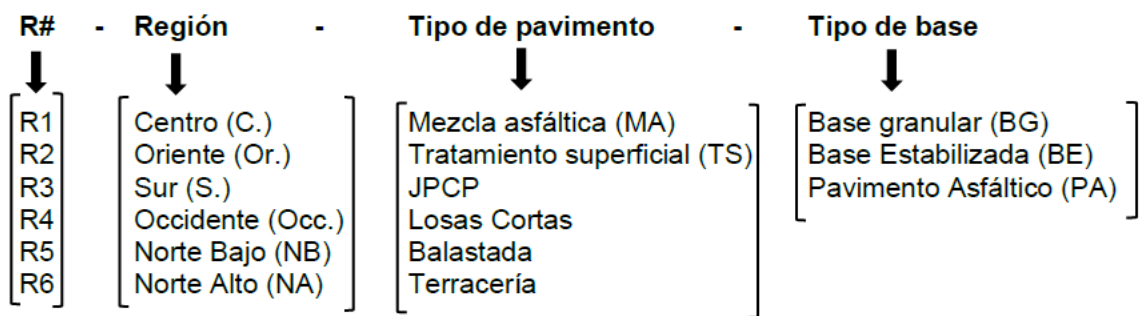 R# - Región - Tipo de pavimento - Tipo de base
R1 Centro (C.) Mezcla asfáltica (MA) Base granular (BG)
R2 Oriente (Or.) Tratamiento superficial (TS) Base Estabilizada (BE)
R3 Sur (S.) JPCP Pavimento Asfáltico (PA)
R4 Occidente (Occ.) Losas Cortas
R5 Norte Bajo (NB) Balastada
R6 Norte Alto (NA) Terracería